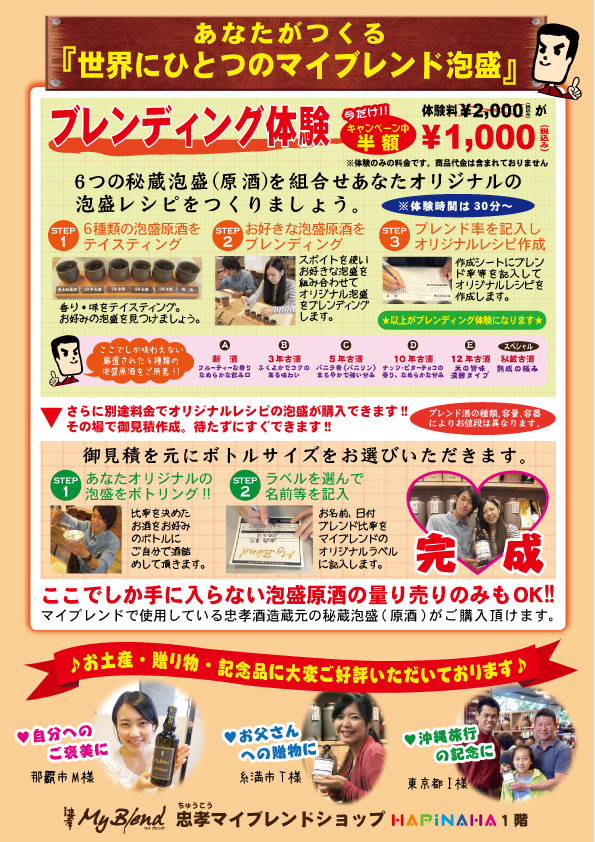 あなたがつくる
『世界にひとつのマイブレンド泡盛』
ブレンディング体験
今だけ!!
キャンペーン中
半額
体験料¥2,000(税込)が
¥1,000(税込み)
※体験のみの料金です。商品代金は含まれておりません
6つの秘蔵泡盛(原酒)を組合せあなたオリジナルの
泡盛レシピをつくりましょう。
※体験時間は30分〜
STEP 1
6種類の泡盛原酒を
テイスティング
香り・味をテイスティング。
お好みの泡盛を見つけましょう。
STEP 2
お好きな泡盛原酒を
ブレンディング
スポイトを使い
お好きな泡盛を
組み合わせて
オリジナル泡盛
をブレンディング
します。
STEP 3
ブレンド率を記入し
オリジナルレシピ作成
作成シートにブレン
ド率等を記入して
オリジナルレシピを
作成します。
★以上がブレンディング体験になります★
ここでしか味わえない
厳選された6種類の
泡盛原酒をご用意!!
A
新酒
フルーティーな香り
なめらかな飲み口
B
3年古酒
ふくよかでコクの
ある味わい
C
5年古酒
バニラ香(バニリン)
まろやかで強い甘み
D
10年古酒
ナッツ・ビターチョコの
香り、なめらかな甘み
E
12年古酒
米の旨味、
濃醇タイプ
スペシャル
秘蔵古酒
熟成の極み
▼さらに別途料金でオリジナルレシピの泡盛が購入できます!!
その場で御見積作成。待たずにすぐできます!!
ブレンド酒の種類、容量、容器
によりお値段は異なります。
御見積を元にボトルサイズをお選びいただきます。
STEP 1
あなたオリジナルの
泡盛をボトリング!!
比率を決めた
お酒をお好み
のボトルに
ご自分で酒詰
めして頂きます。
STEP 2
ラベルを選んで
名前等を記入
お名前、日付
ブレンド比率を
マイブレンドの
オリジナルラベル
に記入します。
My Blend
完成
ここでしか手に入らない泡盛原酒の量り売りのみもOK!!
マイブレンドで使用している忠孝酒造蔵元の秘蔵泡盛(原酒)がご購入頂けます。
♪お土産・贈り物・記念品に大変ご好評いただいております♪
♥自分への
ご褒美に
那覇市M様
♥お父さん
への贈物に
糸満市T様
♥沖縄旅行
の記念に
東京都I様
忠孝 My Blend マイブレンド
ちゅうこう
忠孝マイブレンドショップ HAPiNAHA 1階